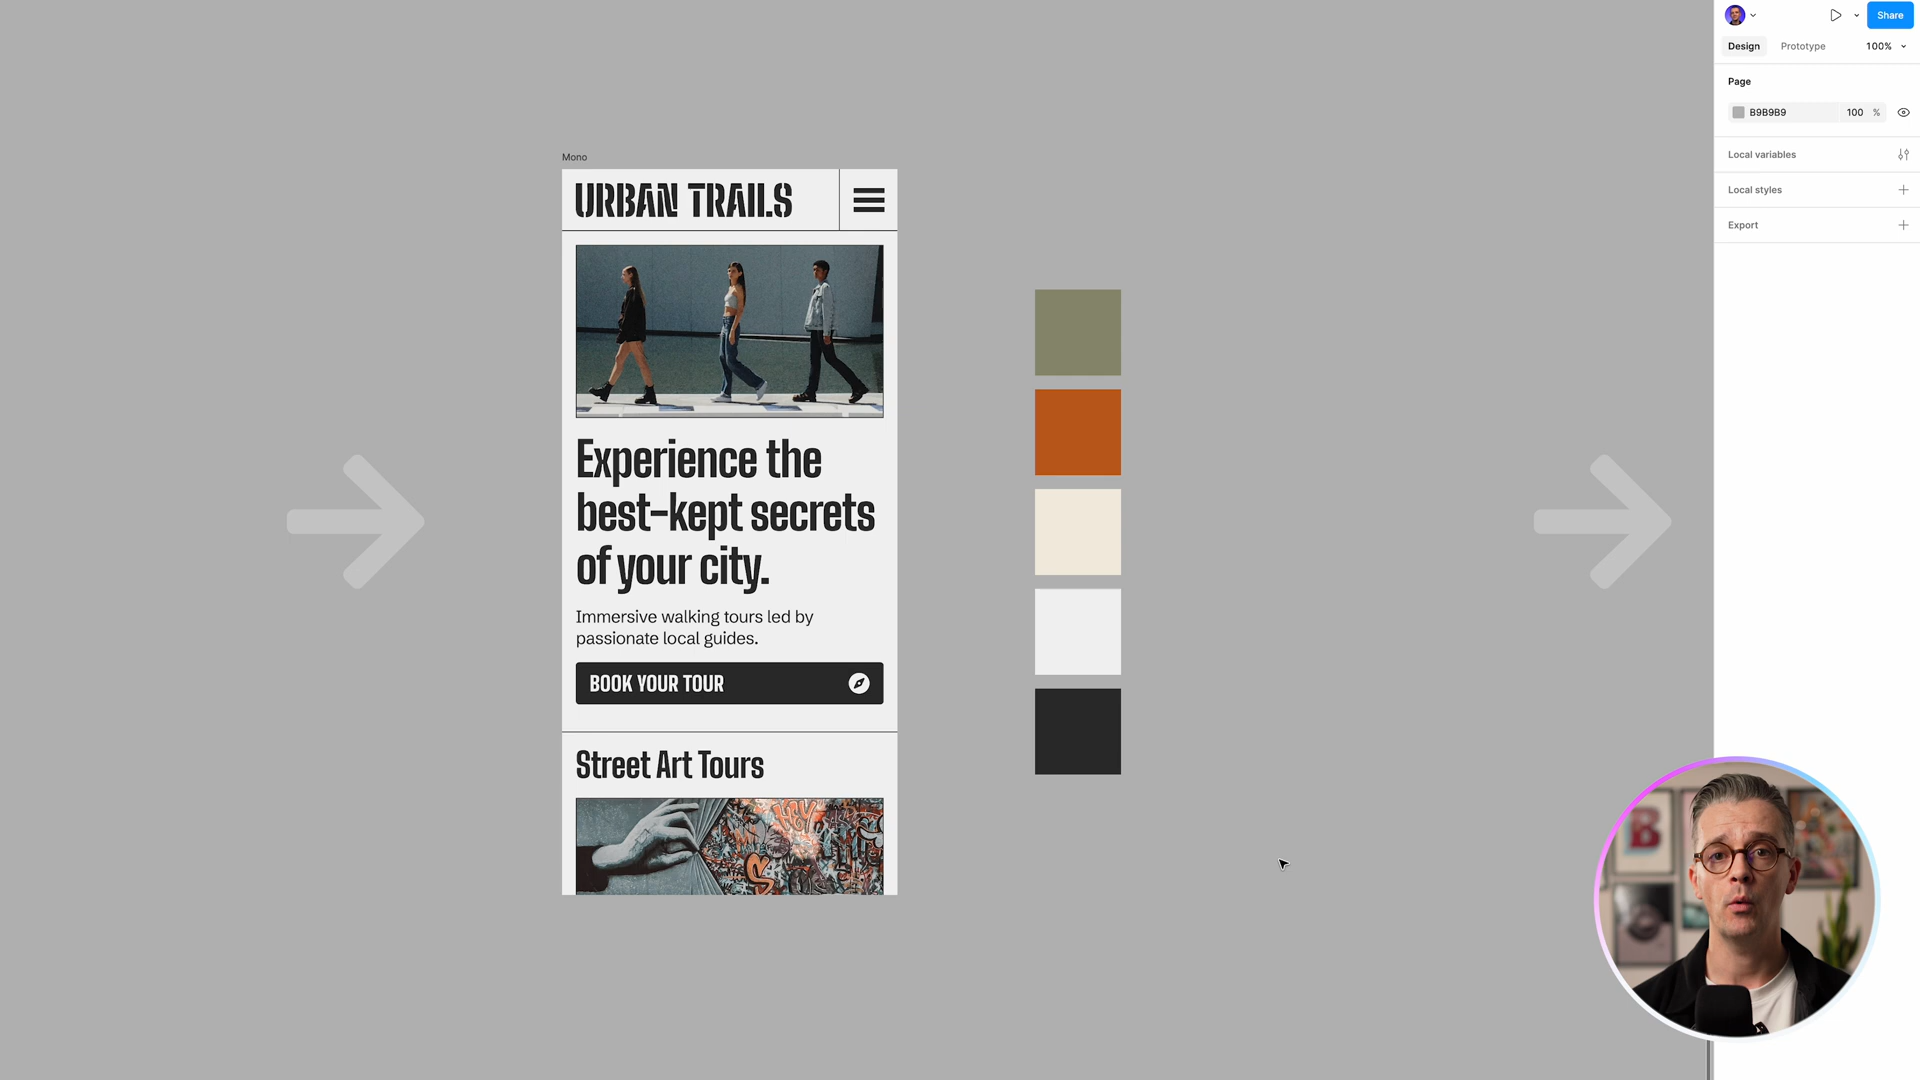 Share
Design
Prototype
100%
Page
B9B9B9
100
%
Local variables
Local styles
Export
Mono
URBAN TRAILS
Experience the
best-kept secrets
of your city.
Immersive walking tours led by
passionate local guides.
BOOK YOUR TOUR
Street Art Tours
HEY
B